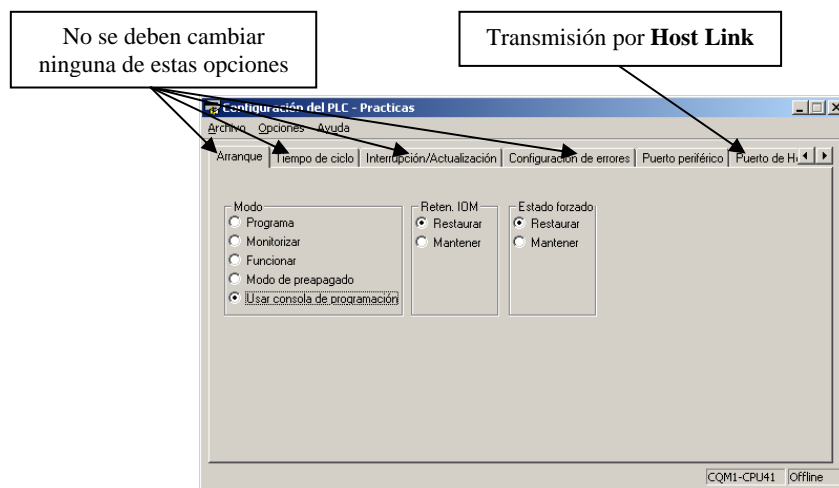 No se deben cambiar
ninguna de estas opciones
Transmisión por Host Link
Configuración del PLC - Practicas
Archivo Opciones Ayuda
Arranque Tiempo de ciclo Interrupción/Actualización Configuración de errores Puerto periférico Puerto de H
Modo
Programa
Monitorizar
Funcionar
Modo de preapagado
Usar consola de programación
Reten. IOM
Restaurar
Mantener
Estado forzado
Restaurar
Mantener
CQM1-CPU41 Offline